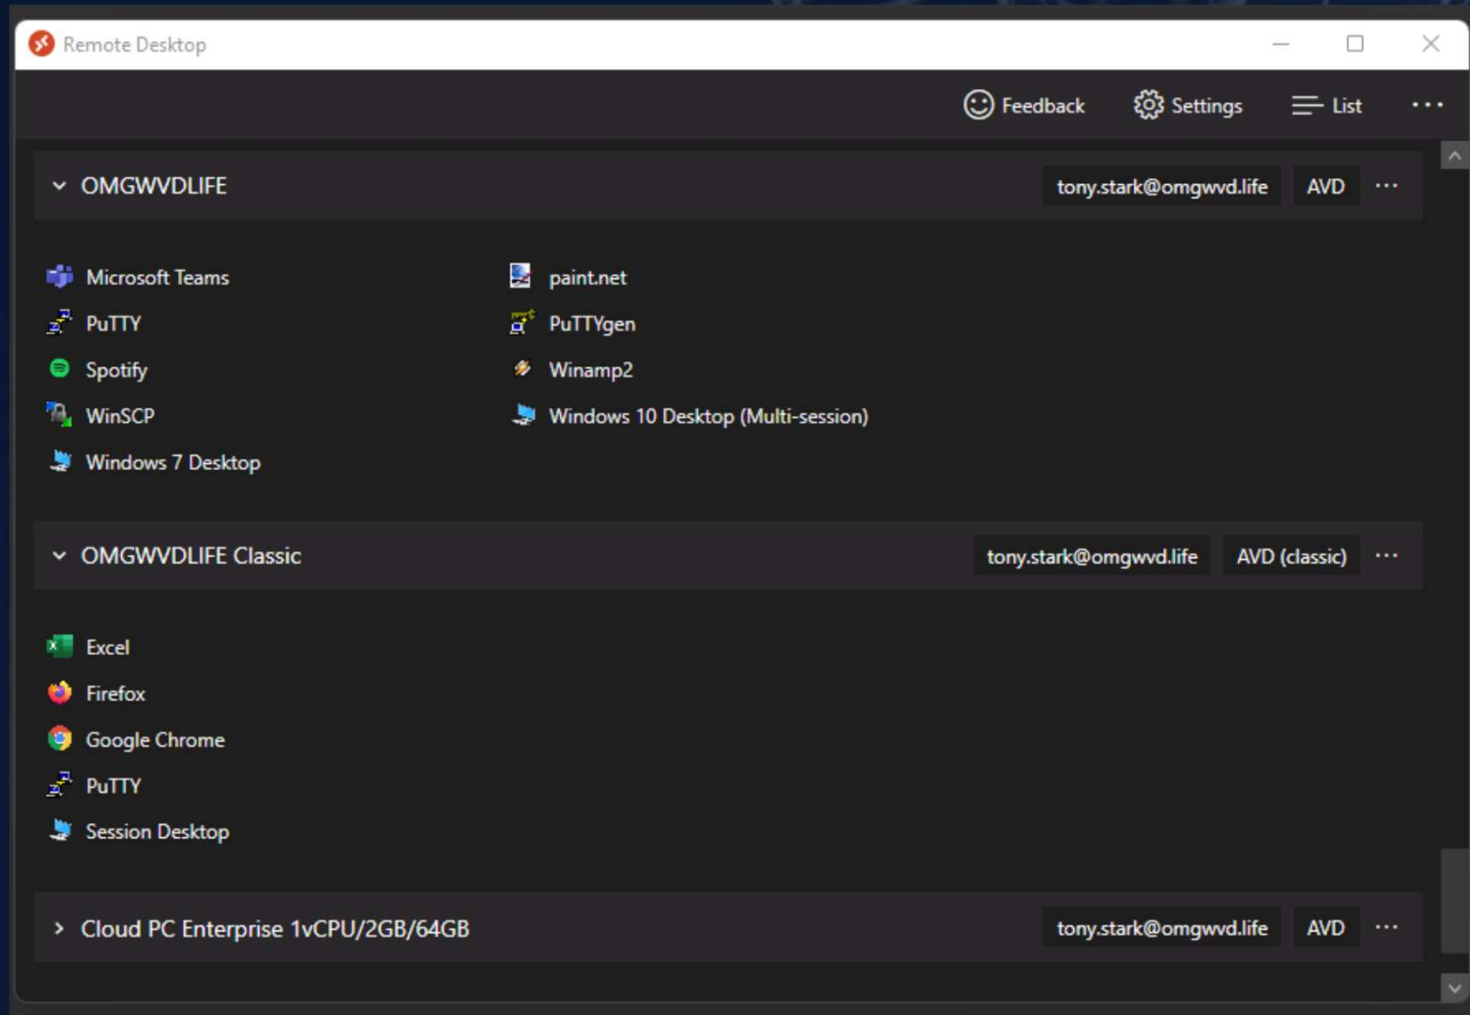 Remote Desktop
Feedback Settings List
OMGWVDLIFE tony.stark@omgwvd.life AVD
Microsoft Teams paint.net
PuTTY PuTTYgen
Spotify Winamp2
WinSCP Windows 10 Desktop (Multi-session)
Windows 7 Desktop
OMGWVDLIFE Classic tony.stark@omgwvd.life AVD (classic)
Excel
Firefox
Google Chrome
PuTTY
Session Desktop
Cloud PC Enterprise 1vCPU/2GB/64GB tony.stark@omgwvd.life AVD